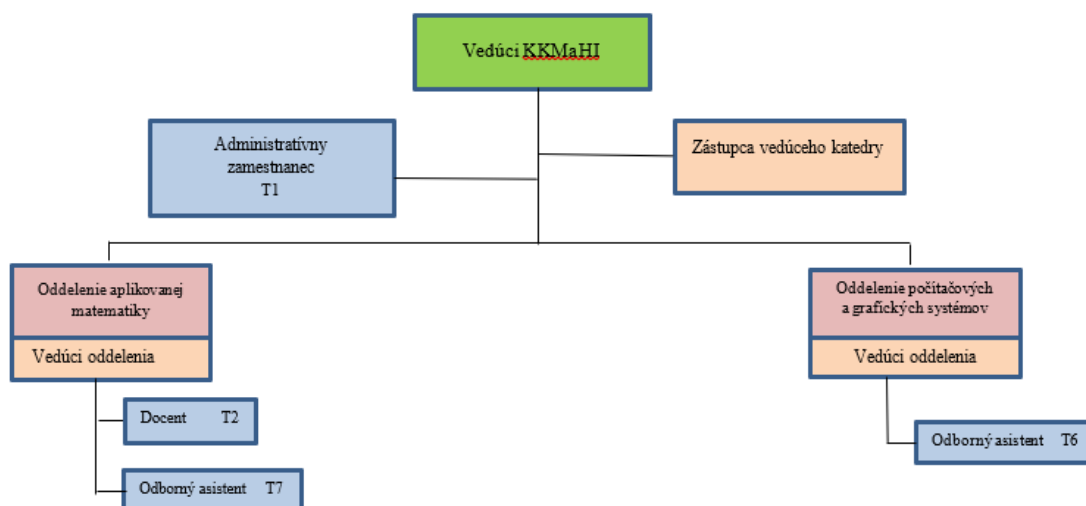 Vedúci KKMaHI
Administratívny
zamestnanec
T1
Zástupca vedúceho katedry
Oddelenie aplikovanej
matematiky
Vedúci oddelenia
Docent T2
Odborný asistent T7
Oddelenie počítačových
a grafických systémov
Vedúci oddelenia
Odborný asistent T6